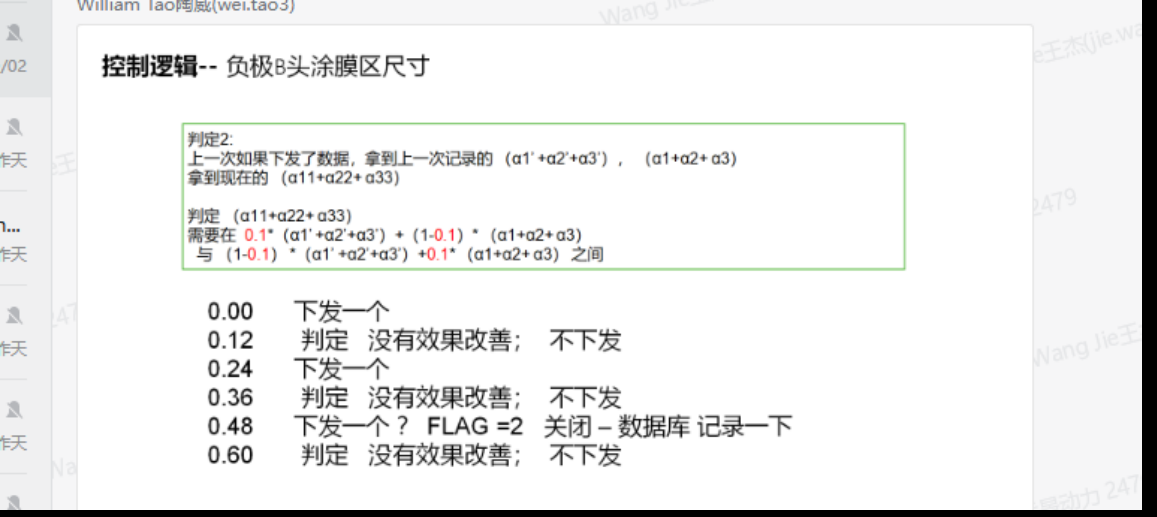 William Tao陶威(wei.tao3)
Wang Jie
控制逻辑-- 负极B头涂膜区尺寸
e王杰(Jie.wa
/02
判定2:
上一次如果下发了数据，拿到上一次记录的（α1'+α2'+α3'），（α1+α2+α3）
昨天
拿到现在的（α11+α22+α33）
2479
判定（α11+α22+α33）
n...
需要在 0.1*（α1'+α2'+α3'）+（1-0.1）*（α1+α2+α3）
昨天
与（1-0.1）*（α1'+α2'+α3'）+0.1*（α1+α2+α3）之间
0.00 下发一个
247
0.12 判定 没有效果改善； 不下发
昨天
Wang Jie王
0.24 下发一个
0.36 判定 没有效果改善； 不下发
0.48 下发一个？ FLAG =2 关闭 – 数据库 记录一下
昨天
0.60 判定 没有效果改善； 不下发
动力 247